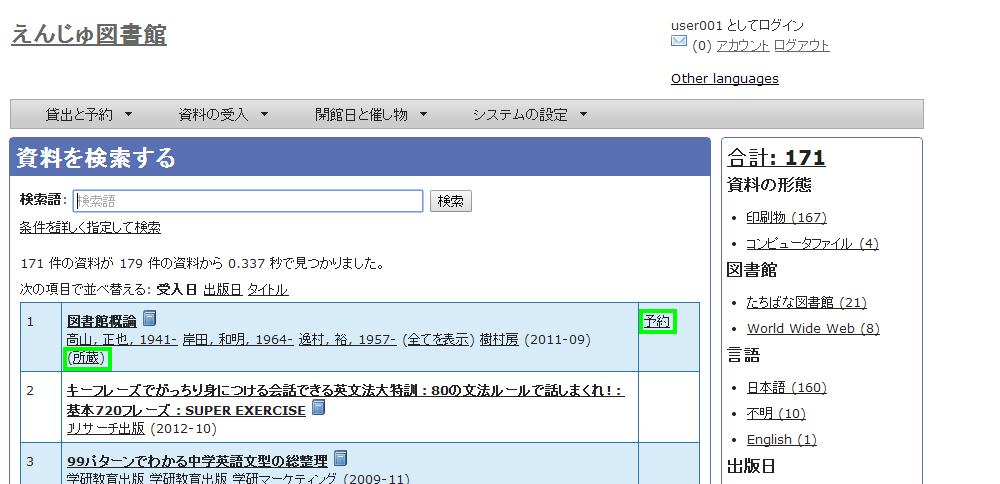 えんじゅ図書館
user001 としてログイン
(0) アカウント ログアウト
Other languages
貸出と予約 資料の受入 開館日と催し物 システムの設定
資料を検索する
検索語: 検索語 検索
条件を詳しく指定して検索
171 件の資料が 179 件の資料から 0.337 秒で見つかりました。
次の項目で並べ替える: 受入日 出版日 タイトル
1 図書館概論 予約
高山, 正也, 1941- 岸田, 和明, 1964- 逸村, 裕, 1957- (全てを表示) 樹村房 (2011-09)
(所蔵)
2 キーフレーズでがっちり身につける会話できる英文法大特訓 : 80の文法ルールで話しまくれ! :
基本720フレーズ : SUPER EXERCISE
Jリサーチ出版 (2012-10)
3 99パターンでわかる中学英語文型の総整理
学研教育出版 学研教育出版 学研マーケティング (2009-11)
合計: 171
資料の形態
• 印刷物 (167)
• コンピュータファイル (4)
図書館
• たちばな図書館 (21)
• World Wide Web (8)
言語
• 日本語 (160)
• 不明 (10)
• English (1)
出版日